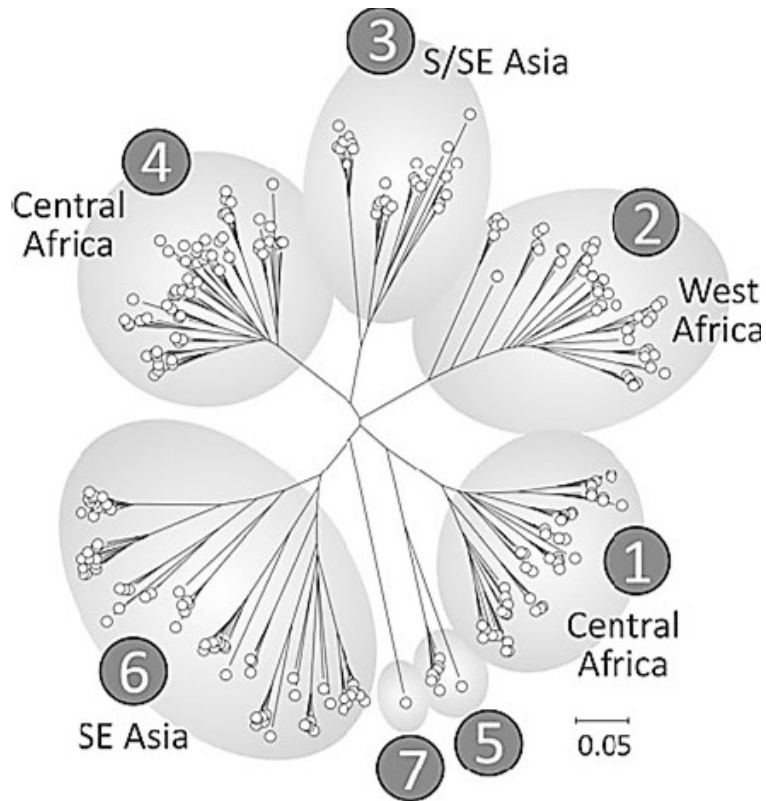 3
S/SE Asia
4
Central
Africa
2
West
Africa
1
Central
Africa
6
SE Asia
5
7
0.05